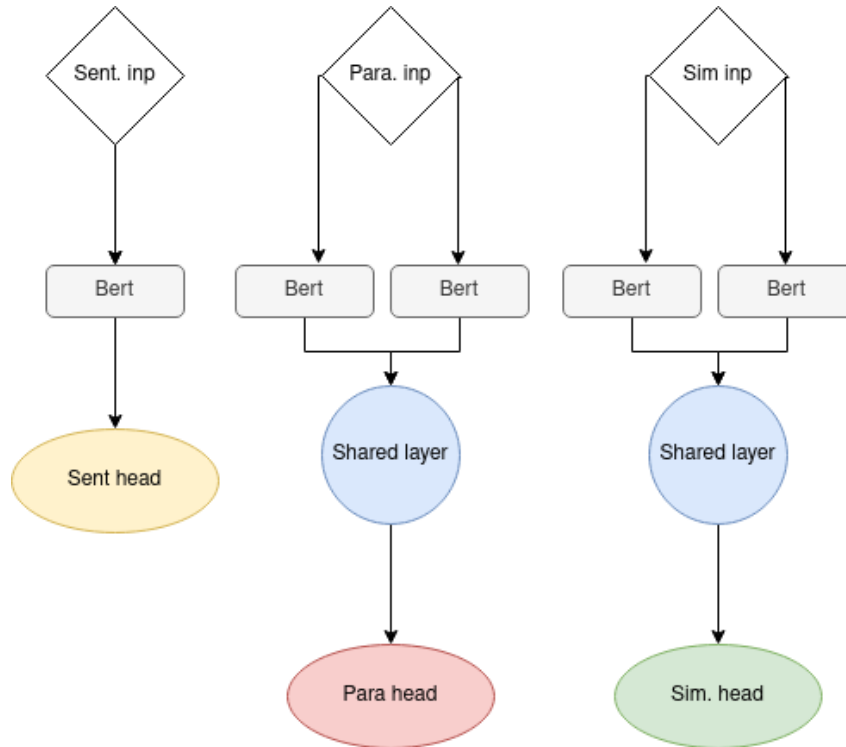 Sent. inp
Para. inp
Sim inp
Bert
Bert
Bert
Bert
Bert
Shared layer
Shared layer
Sent head
Para head
Sim. head